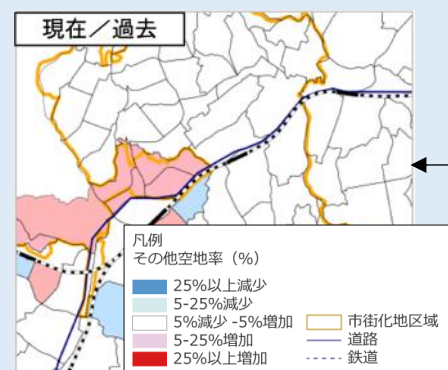 現在／過去
凡例
その他空地率（%）
25%以上減少
5-25%減少
5%減少 -5%増加
5-25%増加
25%以上増加
市街化地区域
道路
鉄道